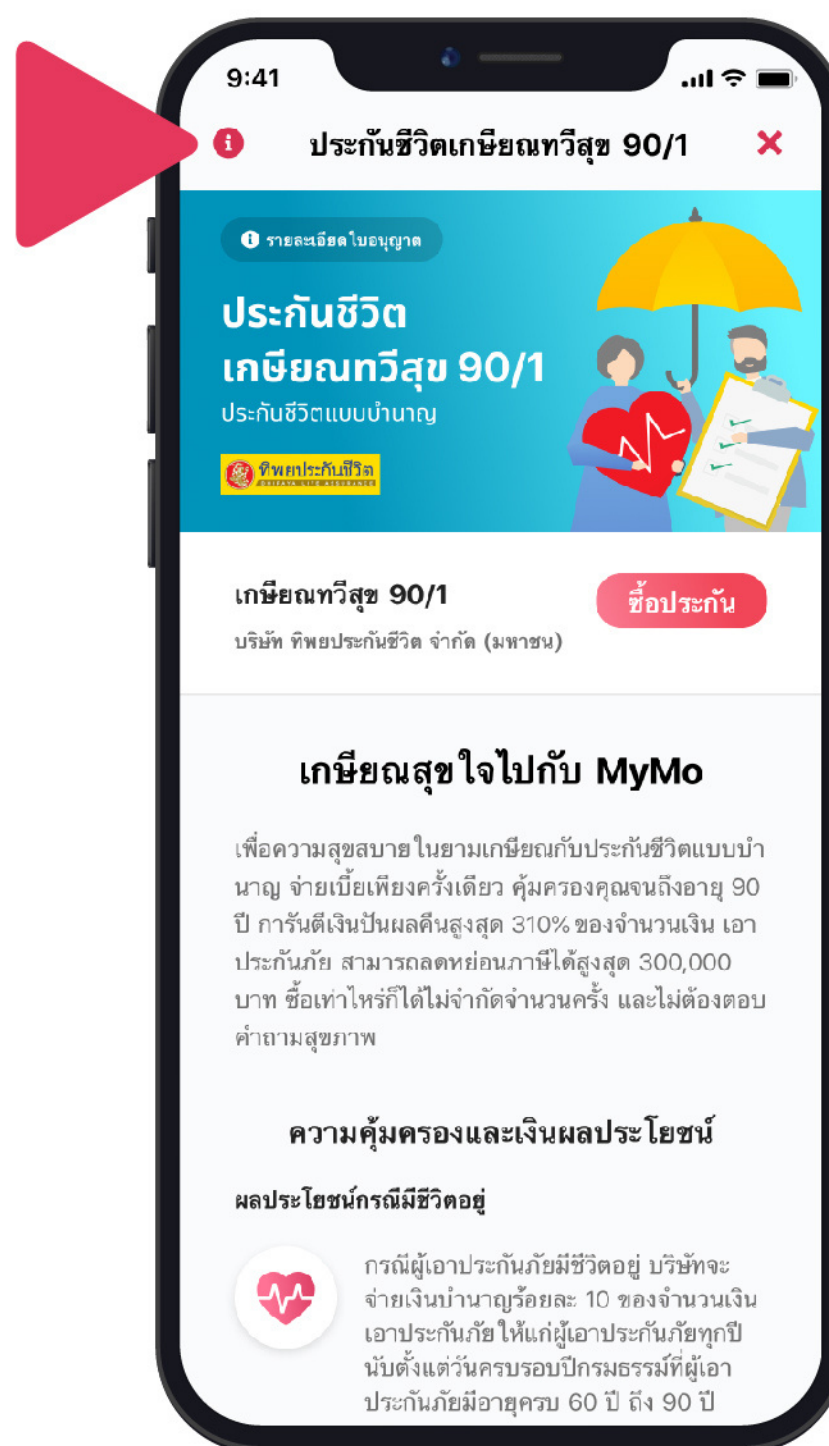 9:41
ประกันชีวิตเกษียณทวีสุข 90/1
รายละเอียดใบอนุญาต
ประกันชีวิต
เกษียณทวีสุข 90/1
ประกันชีวิตแบบบำนาญ
ทิพยประกันชีวิต
DHIPAYA LIFE ASSURANCE
เกษียณทวีสุข 90/1
ซื้อประกัน
บริษัท ทิพยประกันชีวิต จำกัด (มหาชน)
เกษียณสุขใจไปกับ MyMo
เพื่อความสุขสบายในยามเกษียณกับประกันชีวิตแบบบำ
นาญ จ่ายเบี้ยเพียงครั้งเดียว คุ้มครองคุณจนถึงอายุ 90
ปี การันตีเงินปันผลคืนสูงสุด 310% ของจำนวนเงิน เอา
ประกันภัย สามารถลดหย่อนภาษีได้สูงสุด 300,000
บาท ซื้อเท่าไหร่ก็ได้ไม่จำกัดจำนวนครั้ง และไม่ต้องตอบ
คำถามสุขภาพ
ความคุ้มครองและเงินผลประโยชน์
ผลประโยชน์กรณีมีชีวิตอยู่
กรณีผู้เอาประกันภัยมีชีวิตอยู่ บริษัทจะ
จ่ายเงินบำนาญร้อยละ 10 ของจำนวนเงิน
เอาประกันภัยให้แก่ผู้เอาประกันภัยทุกปี
นับตั้งแต่วันครบรอบปีกรมธรรม์ที่ผู้เอา
ประกันภัยมีอายุครบ 60 ปี ถึง 90 ปี